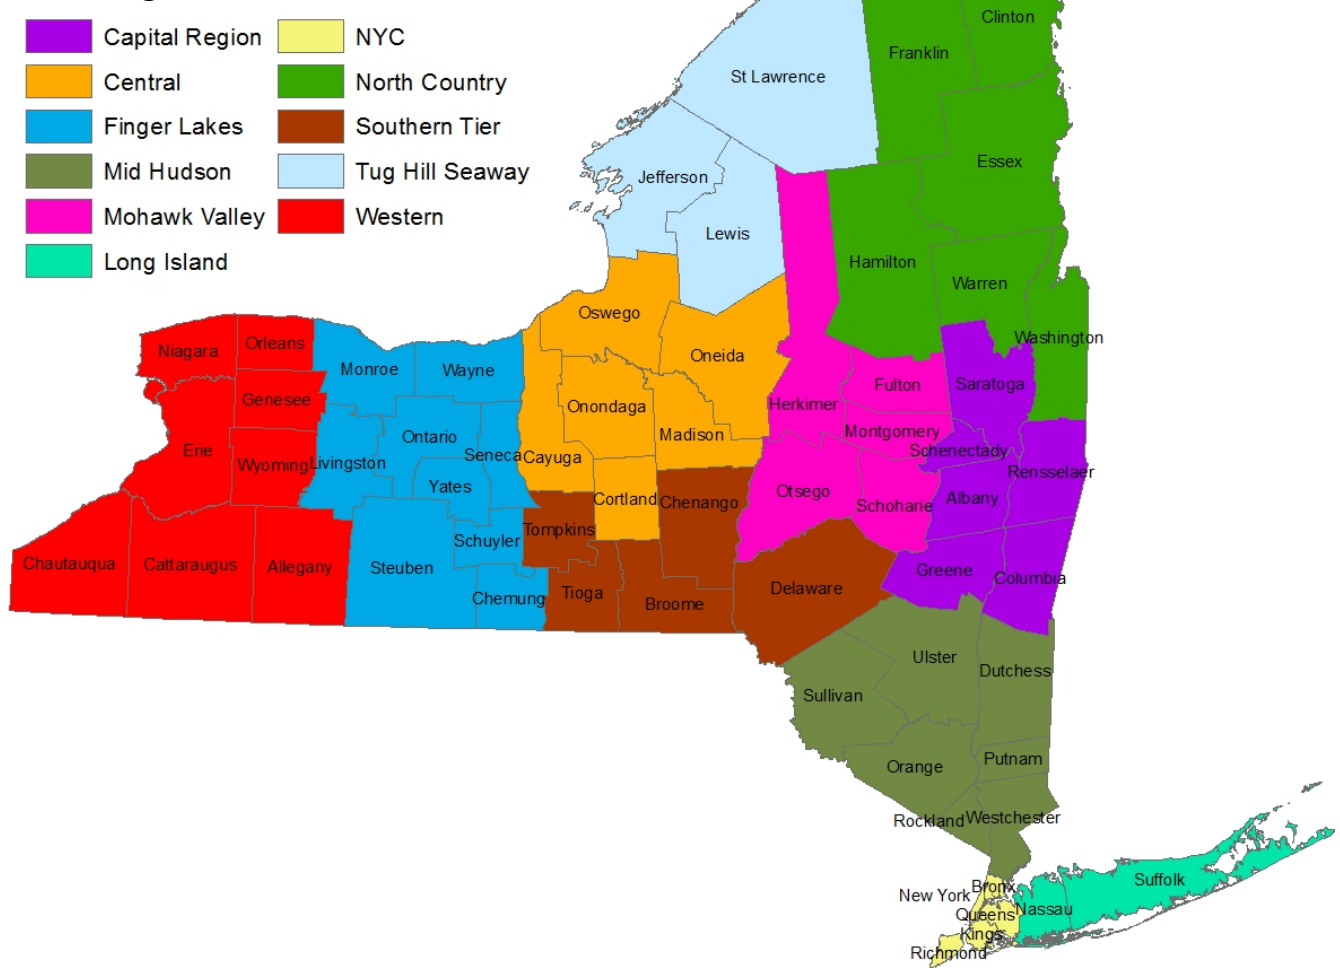 Capital Region
NYC
Central
North Country
Finger Lakes
Southern Tier
Mid Hudson
Tug Hill Seaway
Mohawk Valley
Western
Long Island
Clinton
Franklin
St Lawrence
Essex
Jefferson
Lewis
Hamilton
Warren
Oswego
Washington
Niagara
Orleans
Oneida
Monroe
Wayne
Saratoga
Fulton
Genesee
Herkimer
Onondaga
Madison
Montgomery
Ontario
Erie
Schenectady
Seneca
Cayuga
Wyoming
Livingston
Rensselaer
Yates
Otsego
Albany
Cortland
Chenango
Schoharie
Tompkins
Schuyler
Chautauqua
Cattaraugus
Allegany
Steuben
Greene
Columbia
Delaware
Tioga
Chemung
Broome
Ulster
Dutchess
Sullivan
Putnam
Orange
Rockland
Westchester
Suffolk
Bronx
New York
Nassau
Queens
Kings
Richmond